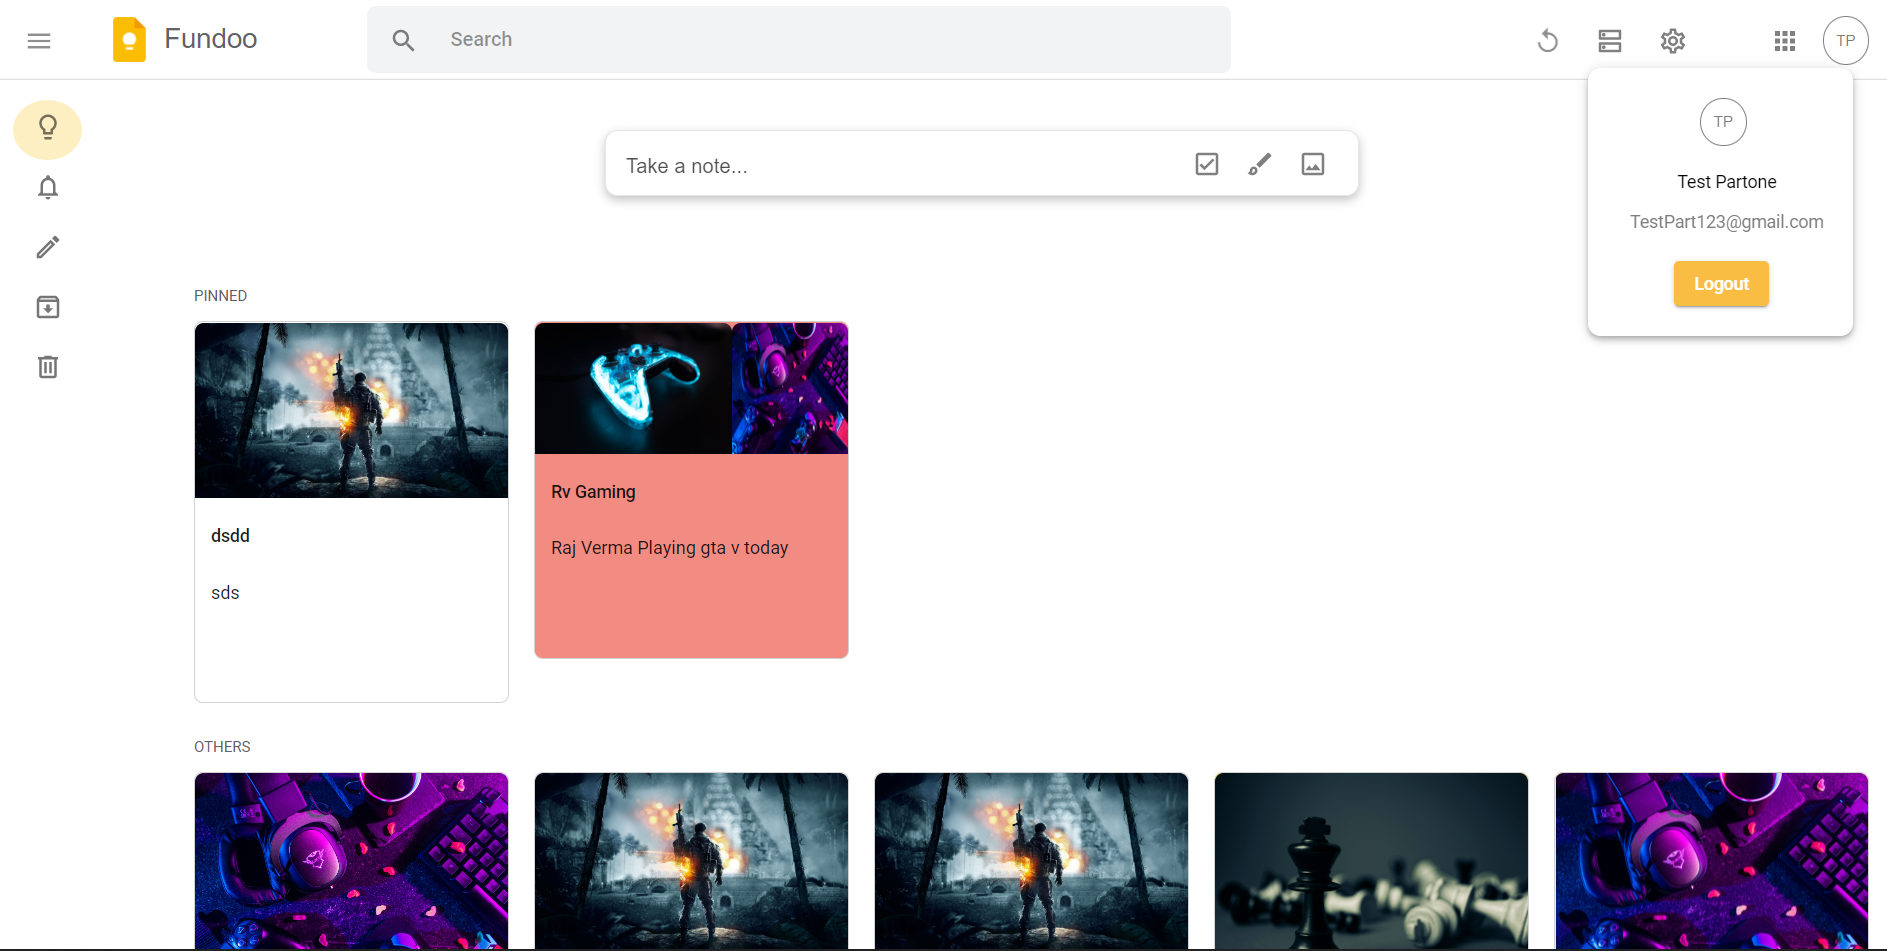 Fundoo
Search
TP
TP
Test Partone
TestPart123@gmail.com
Logout
Take a note...
PINNED
dsdd
sds
Rv Gaming
Raj Verma Playing gta v today
OTHERS